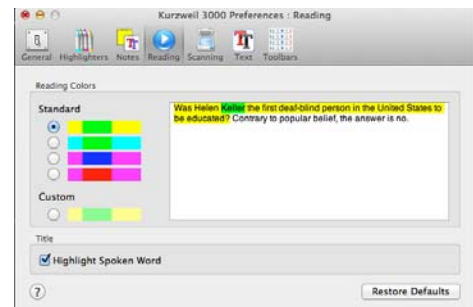 Kurzweil 3000 Preferences : Reading
General Highlighters Notes Reading Scanning Text Toolbars
Reading Colors
Standard
Was Helen Keller the first deaf-blind person in the United States to
be educated? Contrary to popular belief, the answer is no.
Custom
Title
Highlight Spoken Word
? Restore Defaults